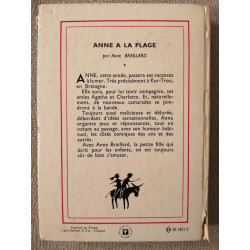 ANNE A LA PLAGE
par Anne BRAILLARD
ANNE, cette année, passera ses vacances
à la mer. Très précisément à Ker-Trou,
en Bretagne.
Elle aura, pour lui tenir compagnie, ses
amies Agathe et Charlotte. Et, naturelle-
ment, de nouveaux camarades se join-
dront à la bande.
Toujours aussi malicieuse et délurée,
débordant d'idées sensationnelles, Anne
organise jeux et réjouissances, tout en
notant au passage, avec son humour habi-
tuel, les côtés comiques des uns et des
autres.
Avec Anne Braillard, la petite fille qui
écrit pour les enfants, on est toujours
sûr de bien s'amuser.